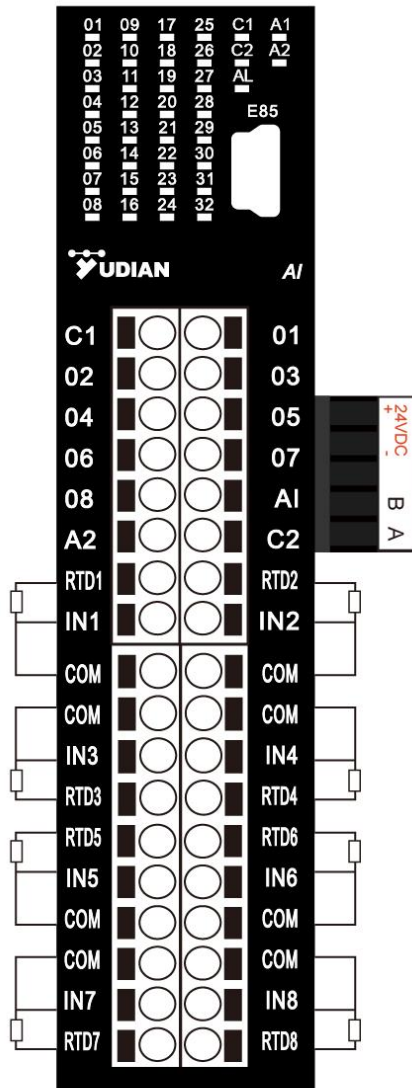 01 09 17 25 C1 A1
02 10 18 26 C2 A2
03 11 19 27 AL
04 12 20 28
05 13 21 29 E85
06 14 22 30
07 15 23 31
08 16 24 32
YUDIAN AI
C1 01
02 03
04 05
06 07
08 AI
A2 C2
RTD1 RTD2
IN1 IN2
COM COM
COM COM
IN3 IN4
RTD3 RTD4
RTD5 RTD6
IN5 IN6
COM COM
COM COM
IN7 IN8
RTD7 RTD8
24VDC
+ -
B A